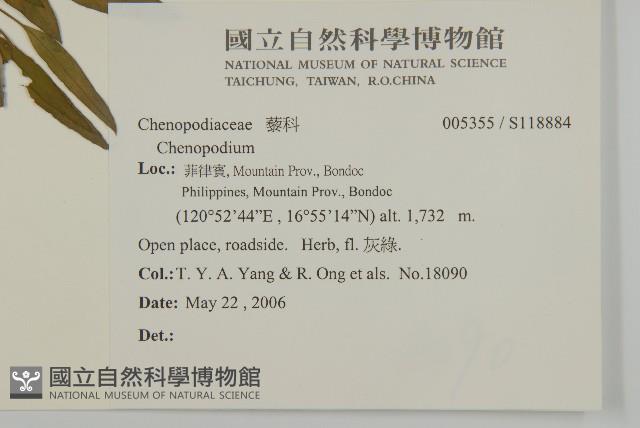 國立自然科學博物館
NATIONAL MUSEUM OF NATURAL SCIENCE
TAICHUNG, TAIWAN, R.O.CHINA
Chenopodiaceae 藜科 005355 / S118884
Chenopodium
Loc.: 菲律賓, Mountain Prov., Bondoc
Philippines, Mountain Prov., Bondoc
(120°52’44”E , 16°55’14”N) alt. 1,732 m.
Open place, roadside. Herb, fl. 灰綠.
Col.: T. Y. A. Yang & R. Ong et als. No.18090
Date: May 22 , 2006
Det.:
國立自然科學博物館
NATIONAL MUSEUM OF NATURAL SCIENCE